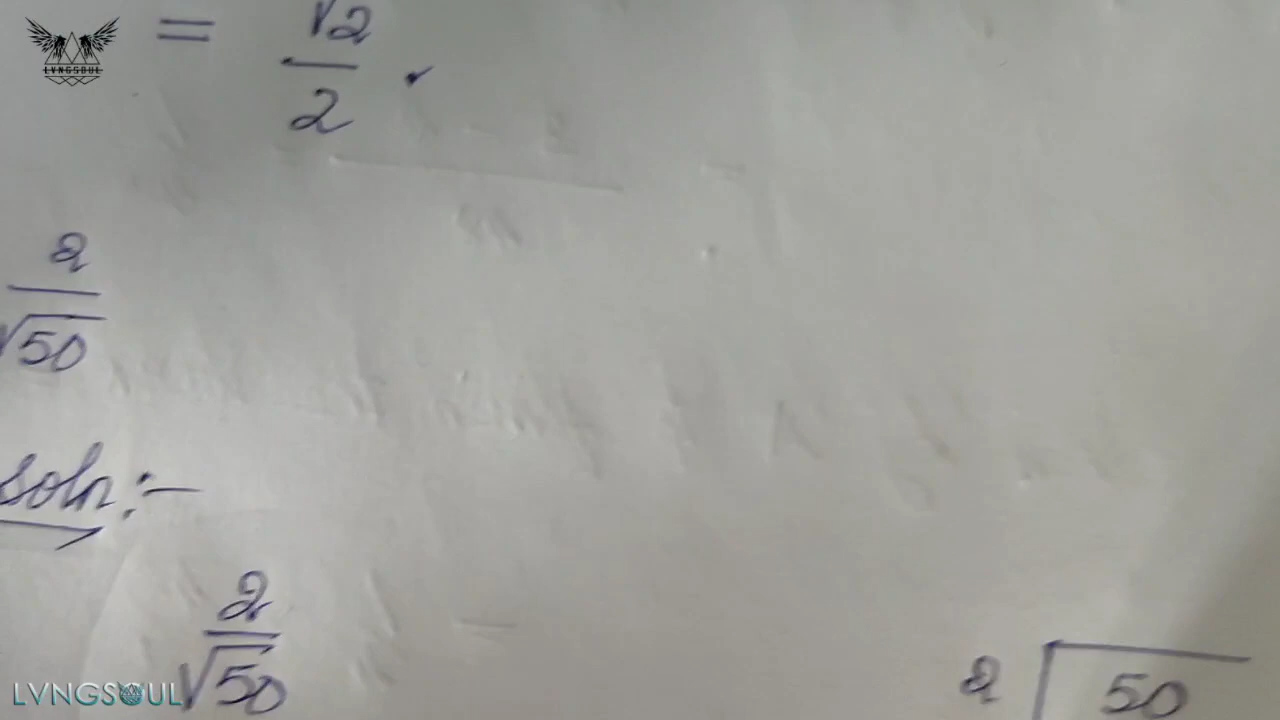 LVNGSOUL
= √2/2 .
2/√50
Soln:-
2/√50
2 | 50
LVNGSOUL